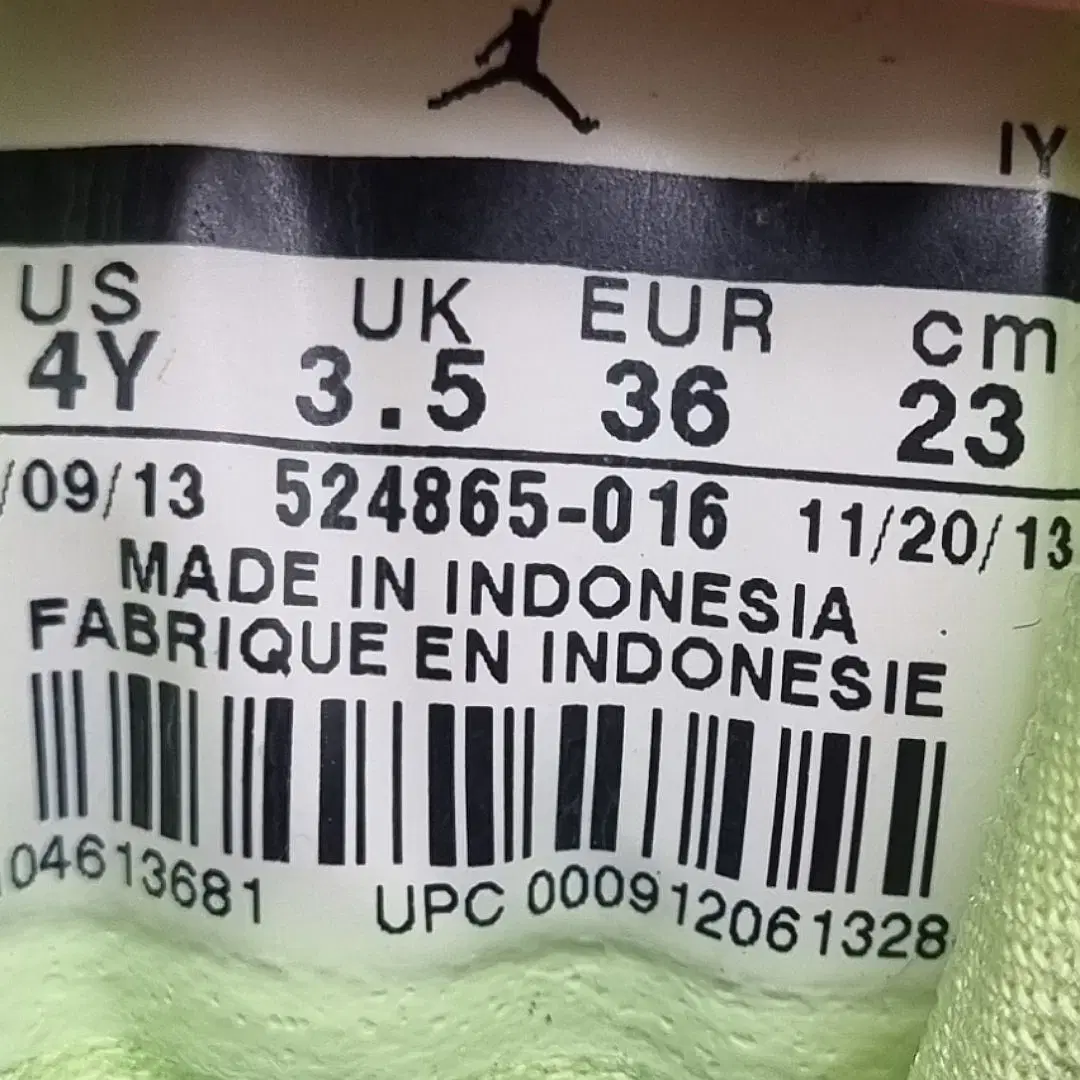 IY
US UK EUR cm
4Y 3.5 36 23
/09/13 524865-016 11/20/13
MADE IN INDONESIA
FABRIQUE EN INDONESIE
04613681 UPC 000912061328